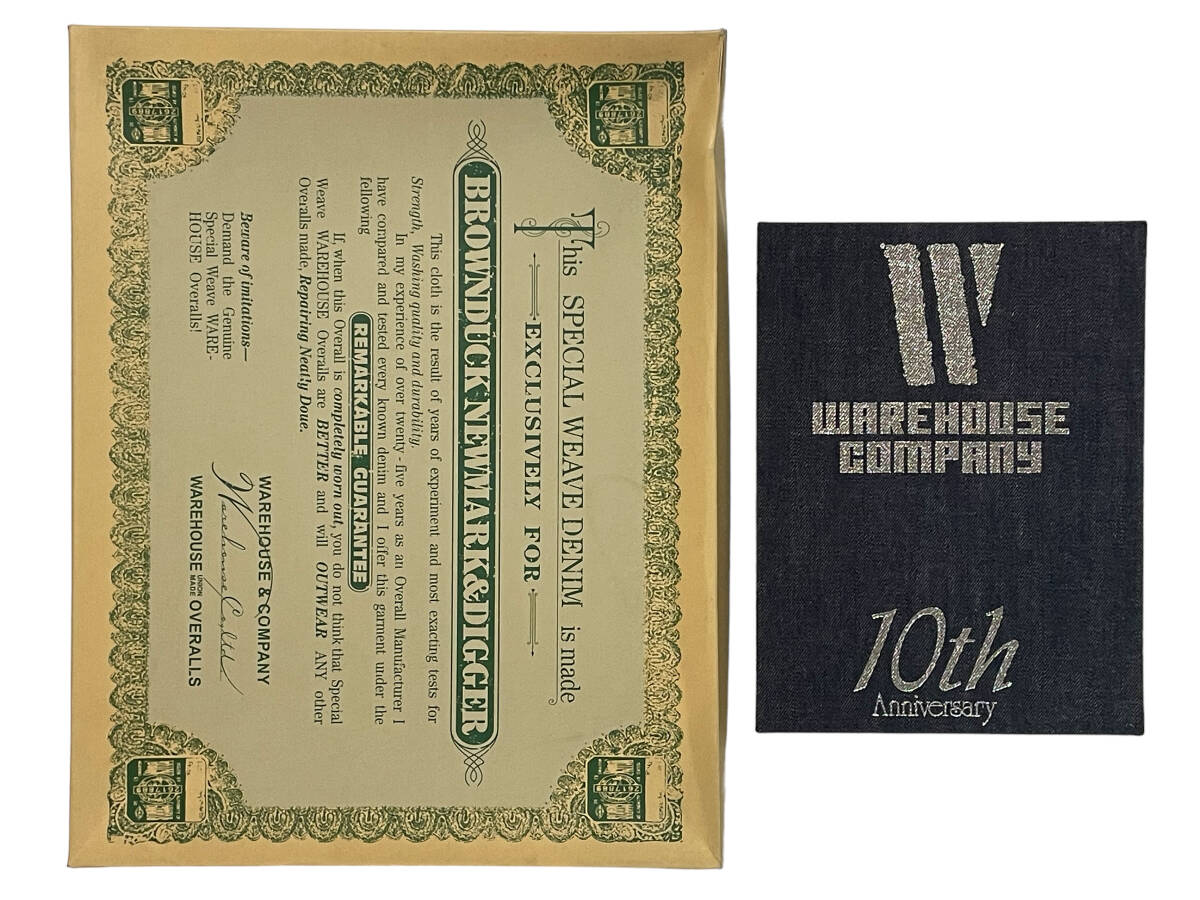 This SPECIAL WEAVE DENIM is made
EXCLUSIVELY FOR
BROWNDUCK NEWMARK&DIGGER
This cloth is the result of years of experiment and most exacting tests for
Strength, Washing quality and durability.
In my experience of over twenty-five years as an Overall Manufacturer I
have compared and tested every known denim and I offer this garment under the
fellowing
REMARKABLE GUARANTEE
If, when this Overall is completely worn out, you do not think that Special
Weave WAREHOUSE Overalls are BETTER and will OUTWEAR ANY other
Overalls made, Repairing Neatly Done.
Beware of imitations—
Demand the Genuine
Special Weave WARE-
HOUSE Overalls!
WAREHOUSE & COMPANY
Warehouse Co.,ltd
WAREHOUSE UNION MADE OVERALLS
W
WAREHOUSE
COMPANY
10th
Anniversary